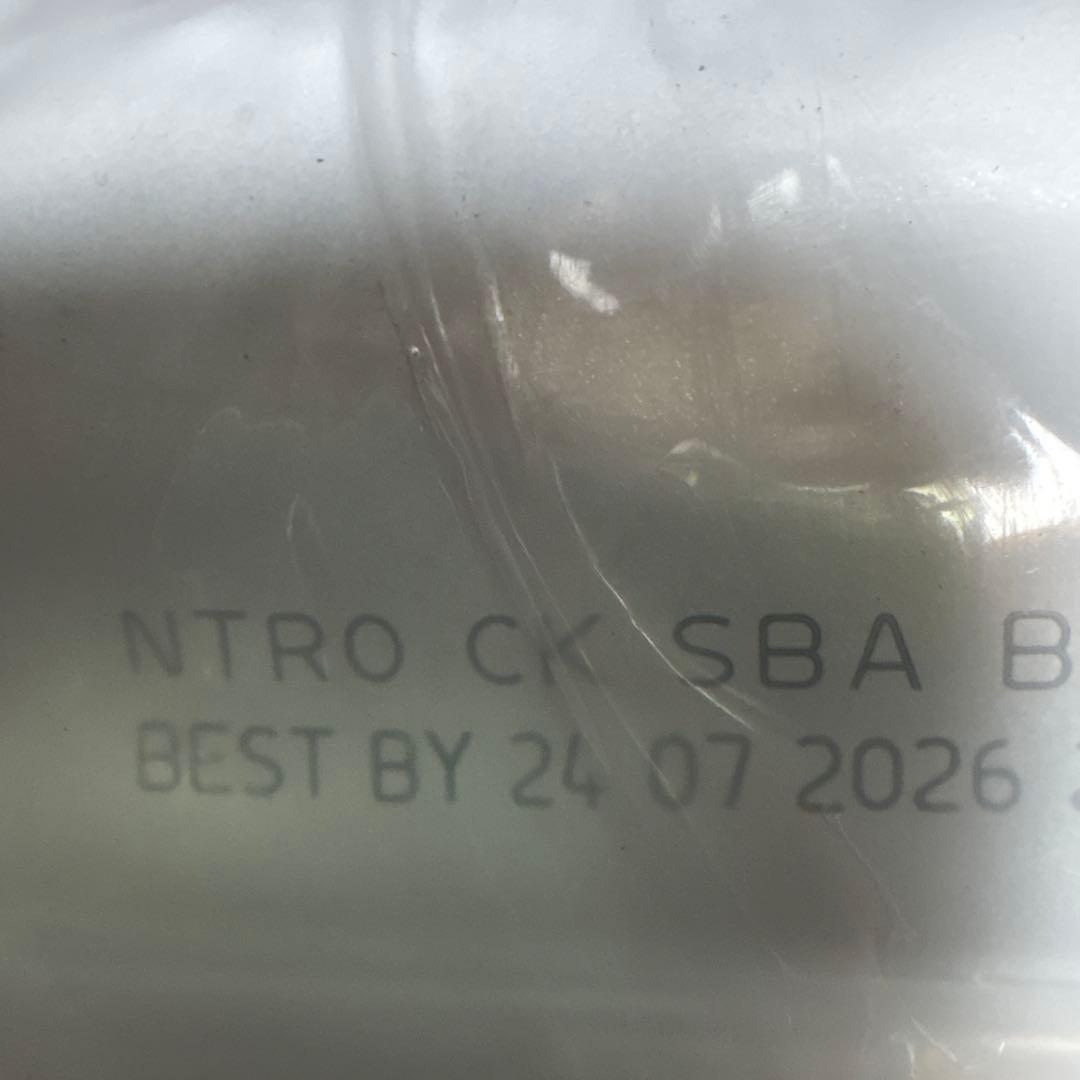 NTRO CK SBA B
BEST BY 24 07 2026